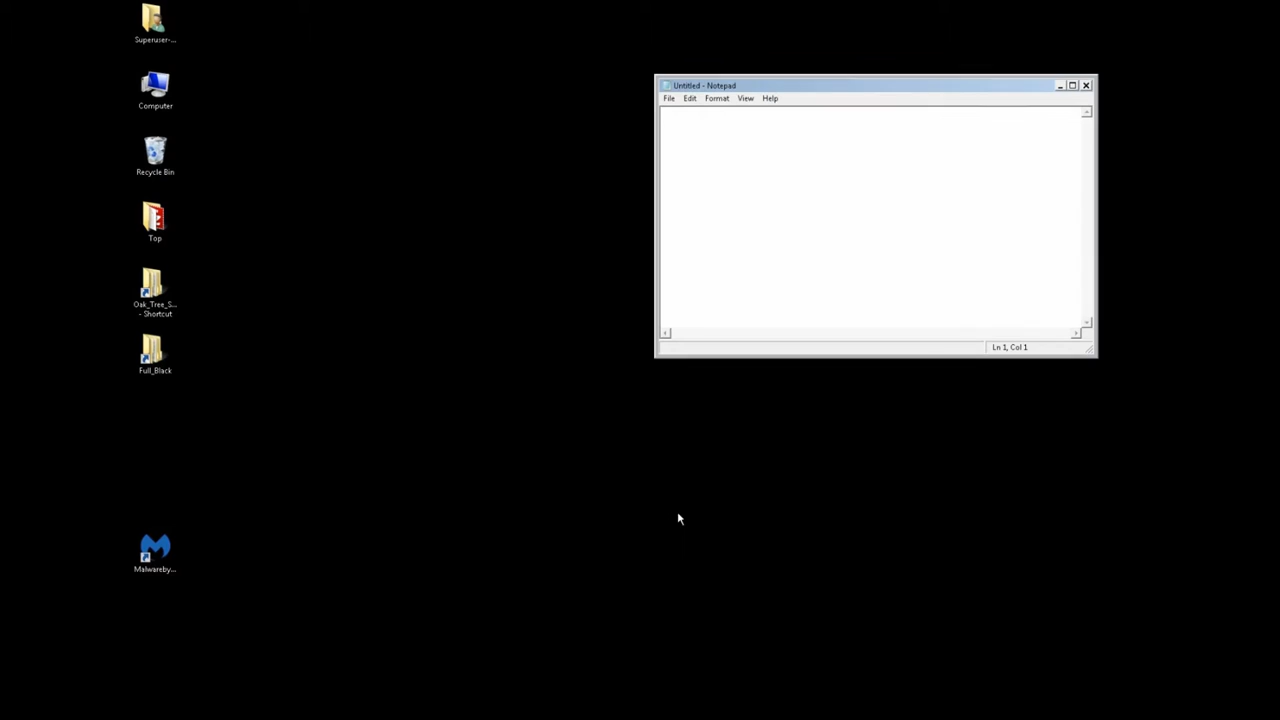 Superuser-...
Computer
Recycle Bin
Top
Oak_Tree_S...
- Shortcut
Full_Black
Malwareby...
Untitled - Notepad
File Edit Format View Help
Ln 1, Col 1